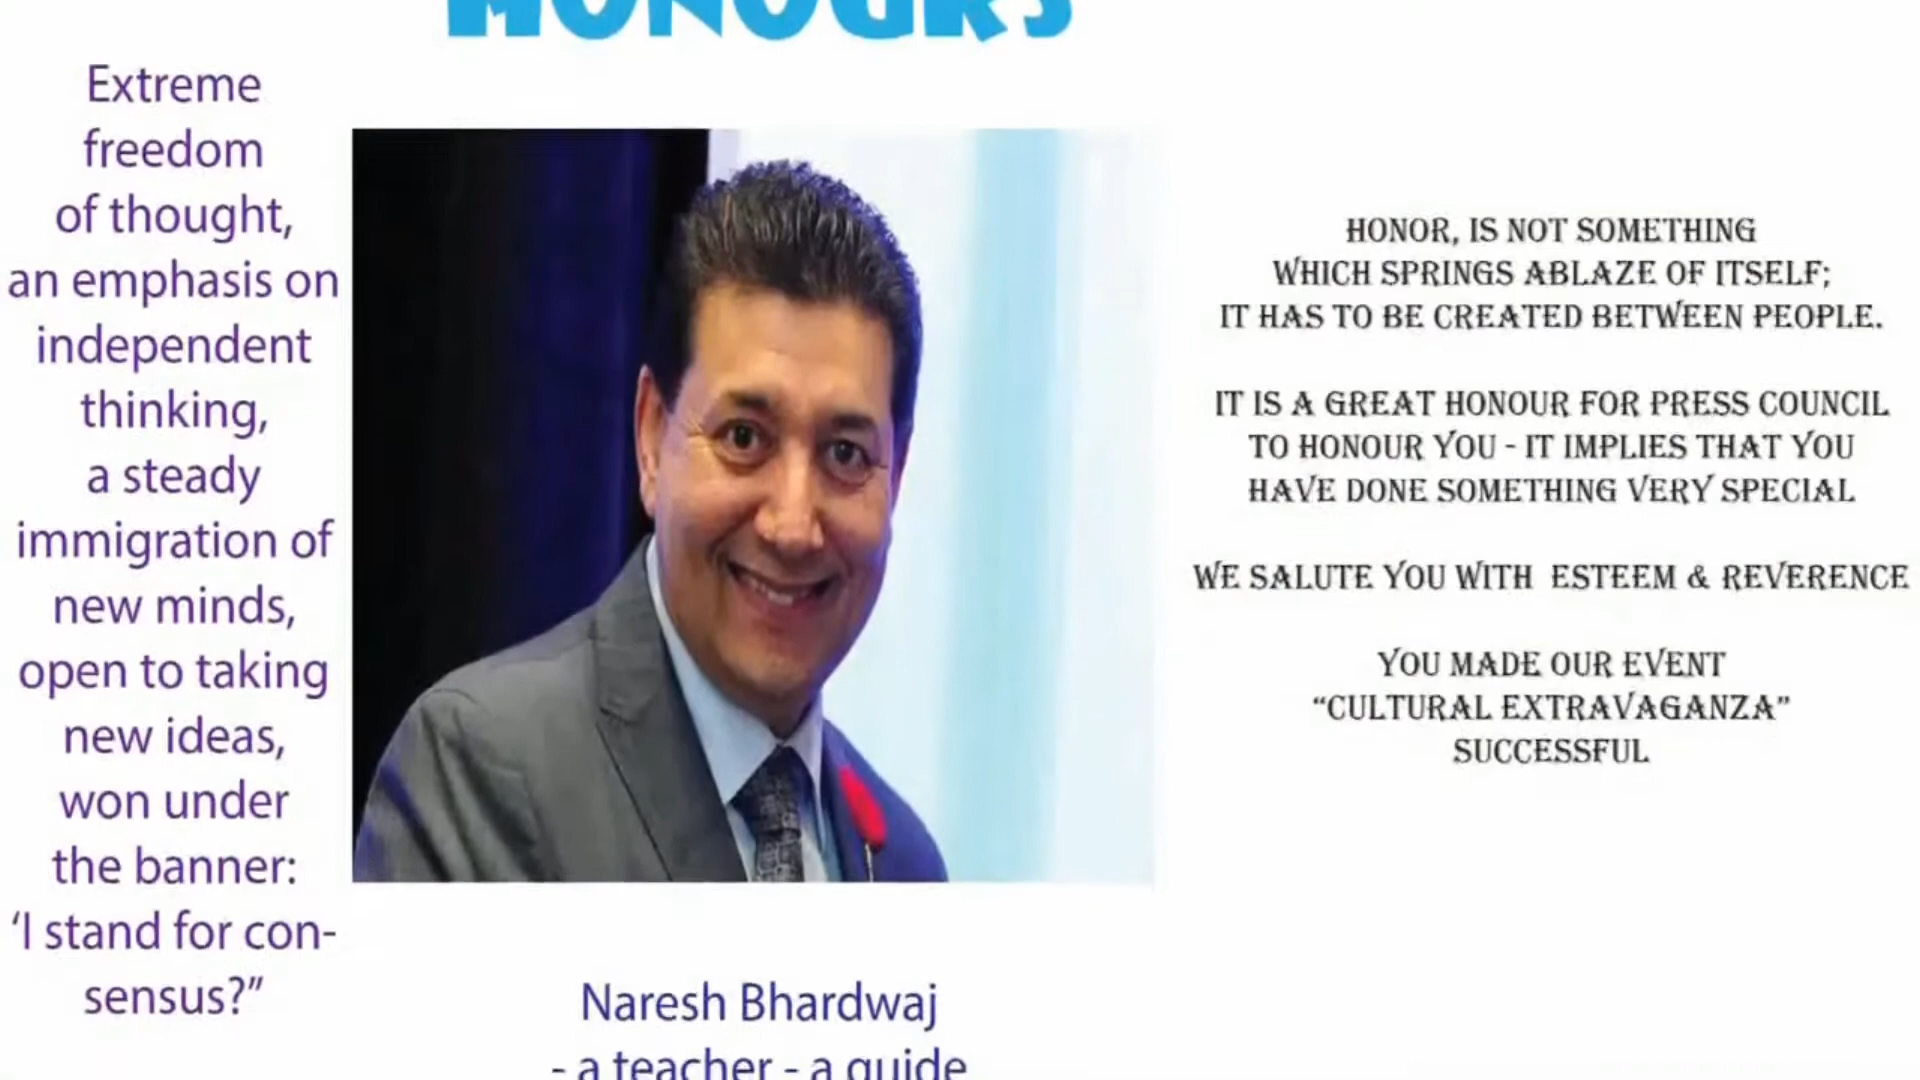 HONOURS
Extreme
freedom
of thought,
an emphasis on
independent
thinking,
a steady
immigration of
new minds,
open to taking
new ideas,
won under
the banner:
‘I stand for con-
sensus?”
HONOR, IS NOT SOMETHING
WHICH SPRINGS ABLAZE OF ITSELF;
IT HAS TO BE CREATED BETWEEN PEOPLE.
IT IS A GREAT HONOUR FOR PRESS COUNCIL
TO HONOUR YOU - IT IMPLIES THAT YOU
HAVE DONE SOMETHING VERY SPECIAL
WE SALUTE YOU WITH ESTEEM & REVERENCE
YOU MADE OUR EVENT
“CULTURAL EXTRAVAGANZA”
SUCCESSFUL
Naresh Bhardwaj
- a teacher - a guide